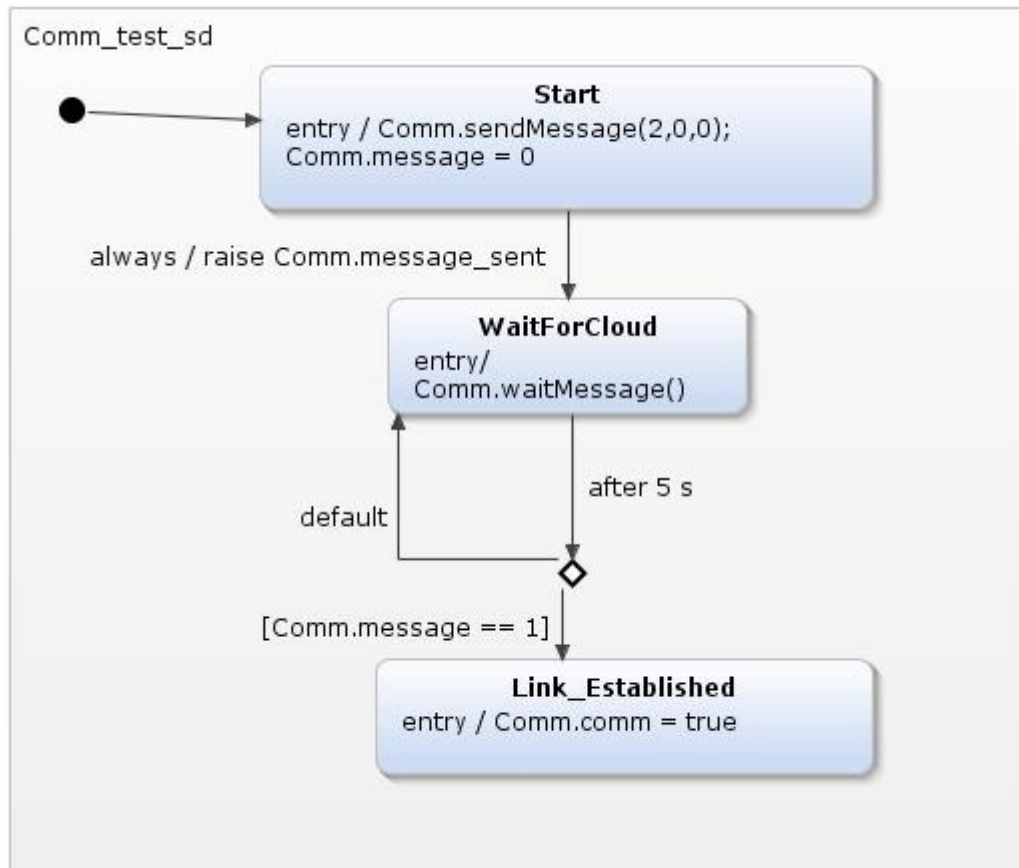 Comm_test_sd
Start
entry / Comm.sendMessage(2,0,0);
Comm.message = 0
always / raise Comm.message_sent
WaitForCloud
entry/
Comm.waitMessage()
after 5 s
default
[Comm.message == 1]
Link_Established
entry / Comm.comm = true